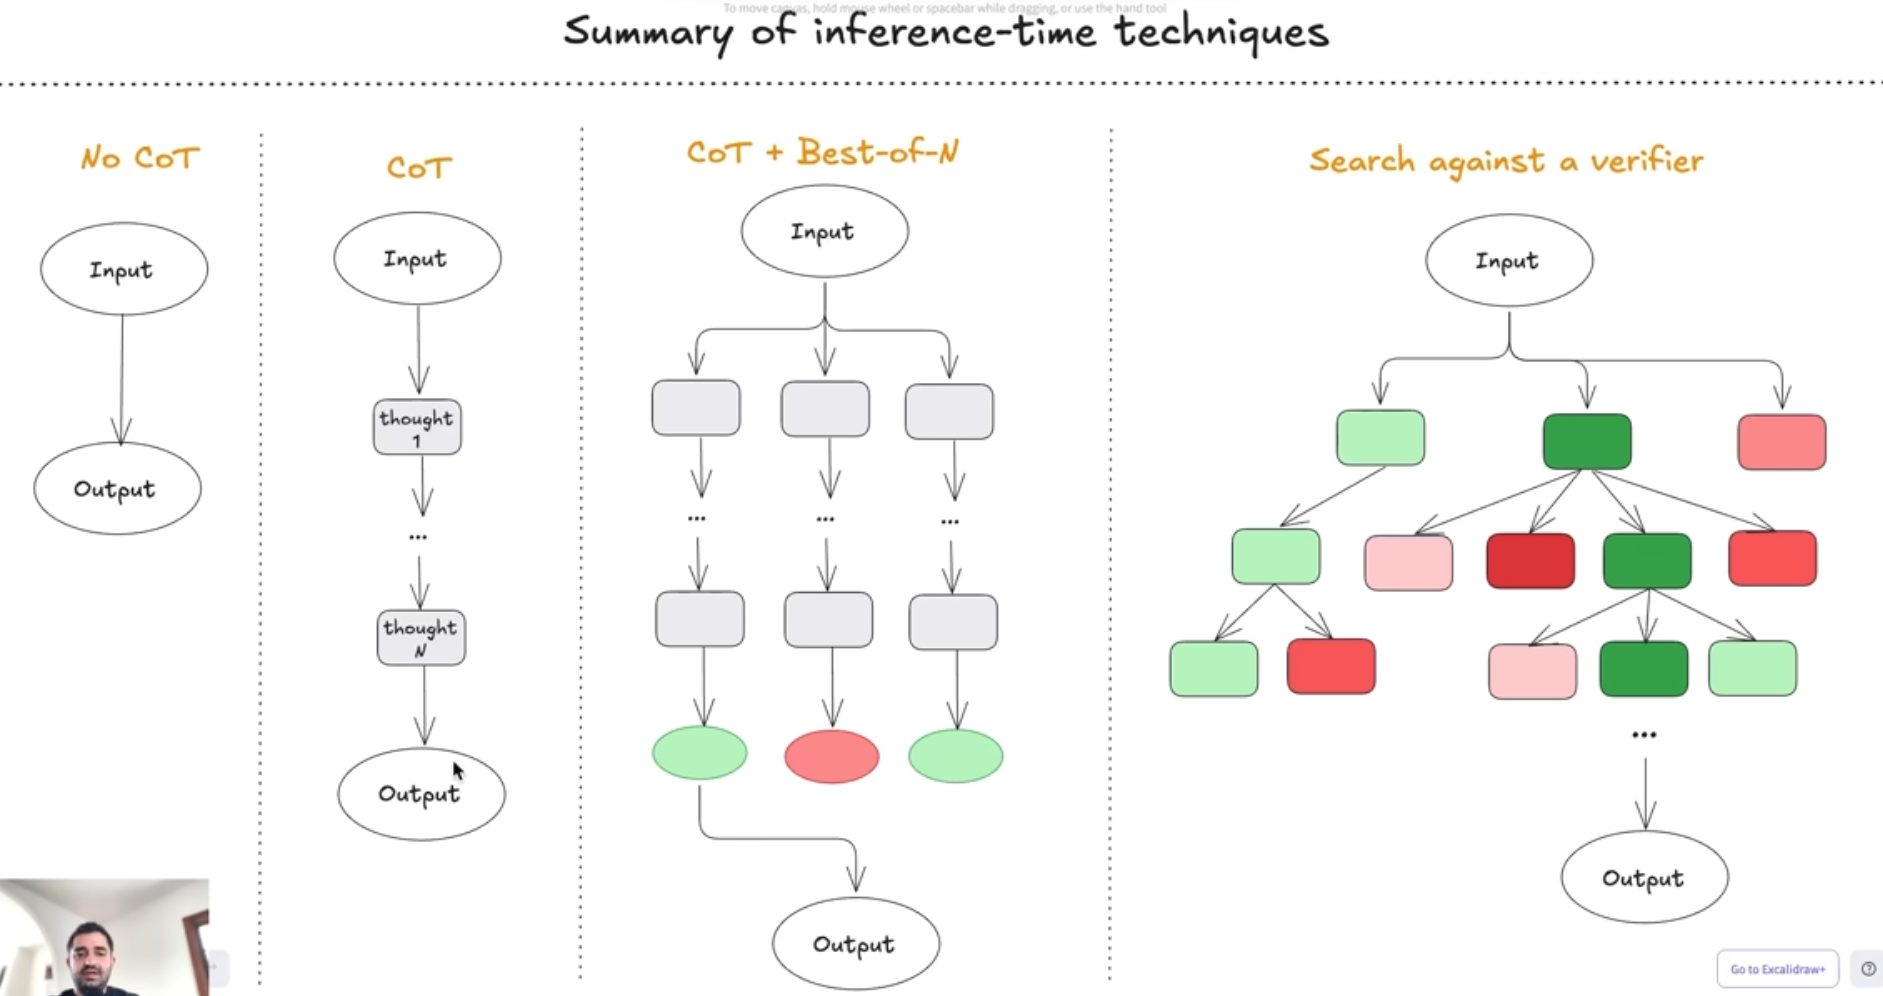 To move canvas, hold mouse wheel or spacebar while dragging, or use the hand tool
Summary of inference-time techniques
No CoT
Input
Output
CoT
Input
thought
1
...
thought
N
Output
CoT + Best-of-N
Input
... ... ...
Output
Search against a verifier
Input
...
Output
Go to Excalidraw+